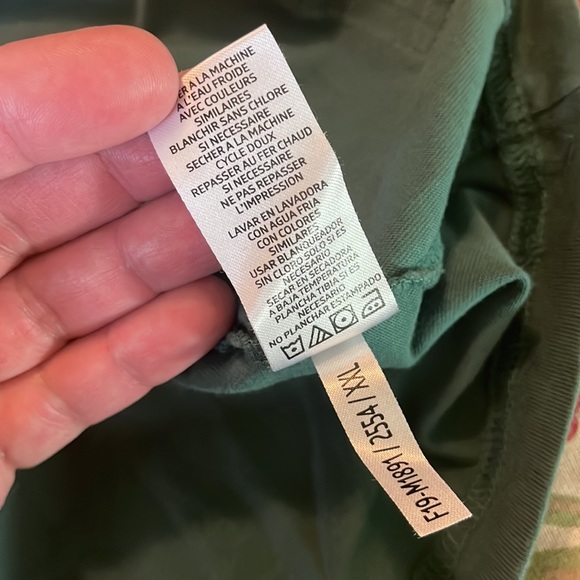 A LA MACHINE
A L'EAU FROIDE
AVEC COULEURS
SIMILAIRES
BLANCHIR SANS CHLORE
SI NECESSAIRE
SECHER A LA MACHINE
CYCLE DOUX
REPASSER AU FER CHAUD
SI NECESSAIRE
NE PAS REPASSER
L'IMPRESSION
LAVAR EN LAVADORA
CON AGUA FRIA
CON COLORES
SIMILARES
USAR BLANQUEADOR
SIN CLORO SOLO SI ES
NECESARIO
SECAR EN SECADORA
A BAJA TEMPERATURA
PLANCHA TIBIA SI ES
NECESARIO
NO PLANCHAR ESTAMPADO
F19-M1891 / 2554 / XXL